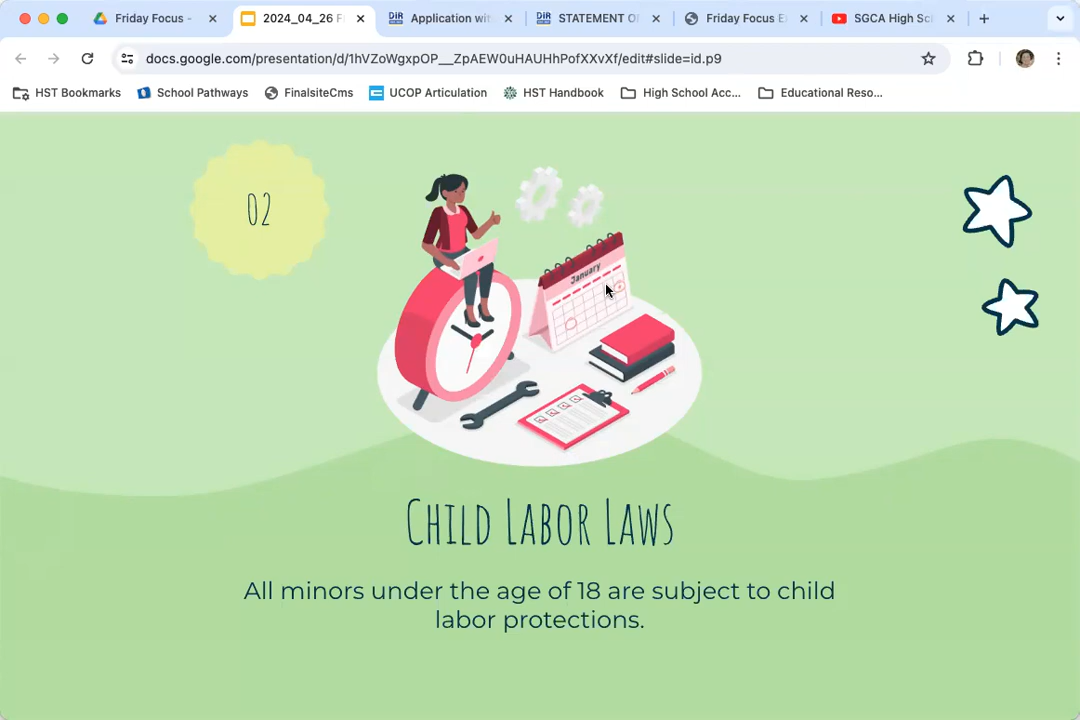 Friday Focus -
2024_04_26 F
Application wit
STATEMENT O
Friday Focus E
SGCA High Sc
docs.google.com/presentation/d/1hVZoWgxpOP__ZpAEW0uHAUHhPofXXvXf/edit#slide=id.p9
HST Bookmarks
School Pathways
FinalsiteCms
UCOP Articulation
HST Handbook
High School Acc...
Educational Reso...
02
January
Child Labor Laws
All minors under the age of 18 are subject to child
labor protections.